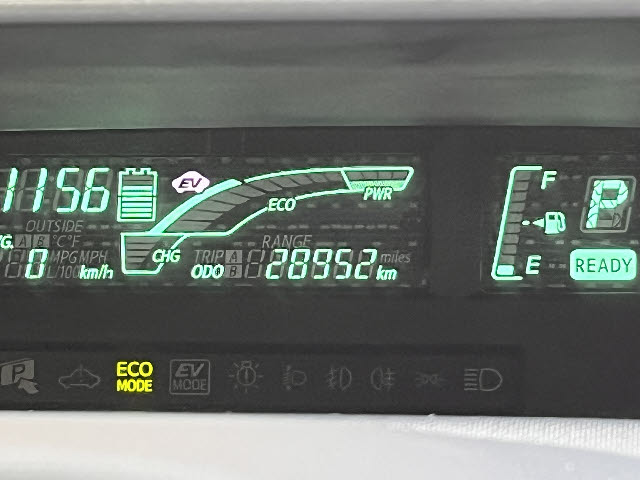 1156
EV
PWR
ECO
F
P
OUTSIDE
A B °C°F
MPG MPH
0 km/h
CHG
RANGE
TRIP A B
miles
ODO 28952 km
E
READY
ECO
MODE
EV
MODE